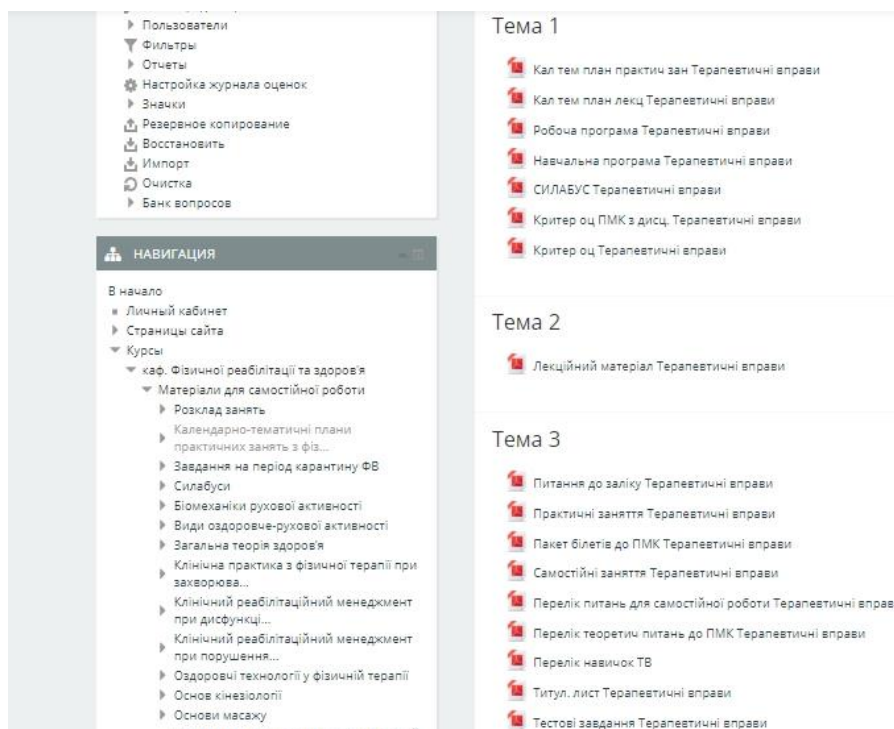 Пользователи
Фильтры
Отчеты
Настройка журнала оценок
Значки
Резервное копирование
Восстановить
Импорт
Очистка
Банк вопросов
НАВИГАЦИЯ
В начало
Личный кабинет
Страницы сайта
Курсы
каф. Фізичної реабілітації та здоров'я
Матеріали для самостійної роботи
Розклад занять
Календарно-тематичні плани
практичних занять з фіз...
Завдання на період карантину ФВ
Силабуси
Біомеханіки рухової активності
Види оздоровче-рухової активності
Загальна теорія здоров'я
Клінічна практика з фізичної терапії при
захворюва...
Клінічний реабілітаційний менеджмент
при дисфункці...
Клінічний реабілітаційний менеджмент
при порушення...
Оздоровчі технології у фізичній терапії
Основ кінезіології
Основи масажу
Тема 1
Кал тем план практич зан Терапевтичні вправи
Кал тем план лекц Терапевтичні вправи
Робоча програма Терапевтичні вправи
Навчальна програма Терапевтичні вправи
СИЛАБУС Терапевтичні вправи
Критер оц ПМК з дисц. Терапевтичні вправи
Критер оц Терапевтичні вправи
Тема 2
Лекційний матеріал Терапевтичні вправи
Тема 3
Питання до заліку Терапевтичні вправи
Практичні заняття Терапевтичні вправи
Пакет білетів до ПМК Терапевтичні вправи
Самостійні заняття Терапевтичні вправи
Перелік питань для самостійної роботи Терапевтичні вправ
Перелік теоретич питань до ПМК Терапевтичні вправи
Перелік навичок ТВ
Титул. лист Терапевтичні вправи
Тестові завдання Терапевтичні вправи